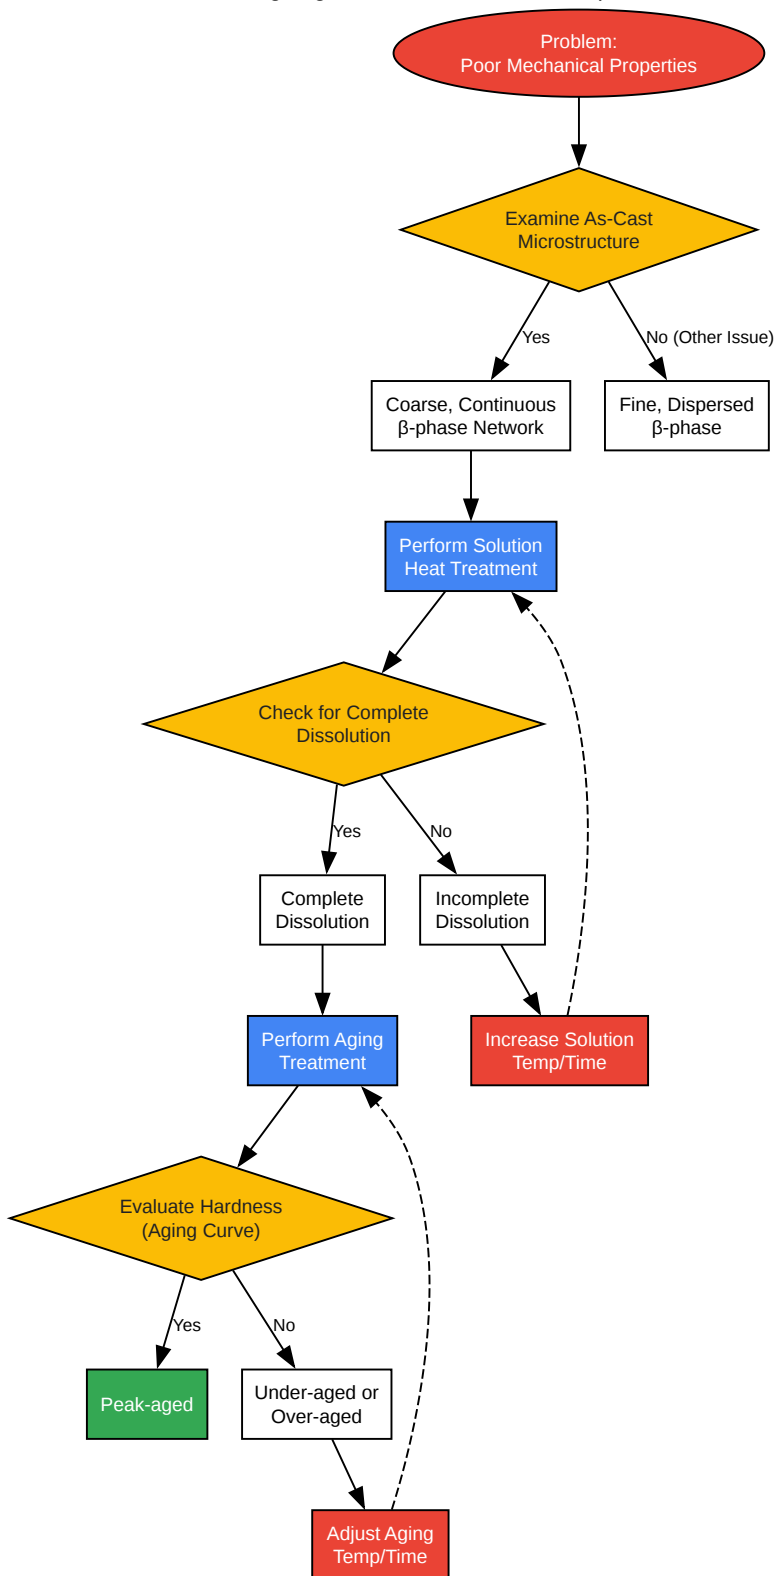 Problem:
Poor Mechanical Properties
Examine As-Cast
Microstructure
Yes
No (Other Issue)
Coarse, Continuous
β-phase Network
Fine, Dispersed
β-phase
Perform Solution
Heat Treatment
Check for Complete
Dissolution
Yes
No
Complete
Dissolution
Incomplete
Dissolution
Perform Aging
Treatment
Increase Solution
Temp/Time
Evaluate Hardness
(Aging Curve)
Yes
No
Peak-aged
Under-aged or
Over-aged
Adjust Aging
Temp/Time